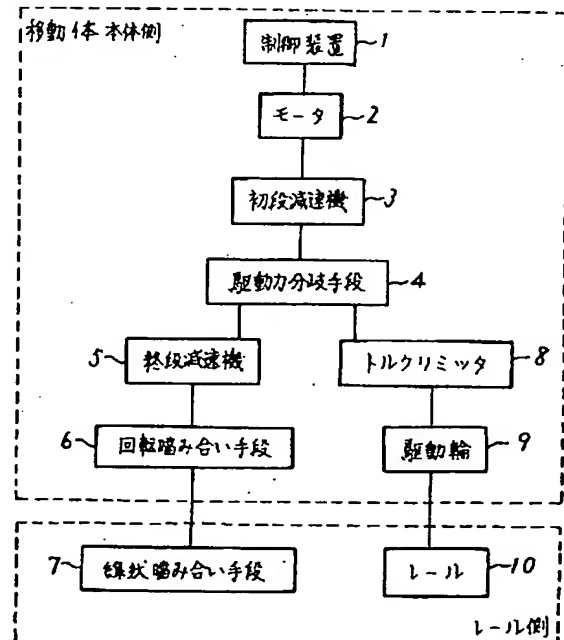 移動体本体側
制御装置 1
モータ 2
初段減速機 3
駆動力分岐手段 4
5 終段減速機
トルクリミッタ 8
6 回転噛み合い手段
駆動輪 9
7 線状噛み合い手段
レール 10
レール側